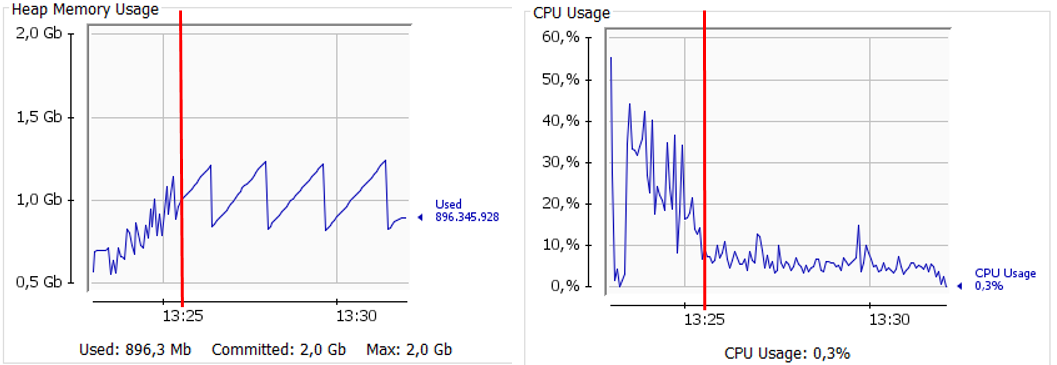 Heap Memory Usage
2,0 Gb
1,5 Gb
1,0 Gb
0,5 Gb
13:25
13:30
Used
896.345.928
Used: 896,3 Mb Committed: 2,0 Gb Max: 2,0 Gb
CPU Usage
60,%
50,%
40,%
30,%
20,%
10,%
0,%
13:25
13:30
CPU Usage
0,3%
CPU Usage: 0,3%